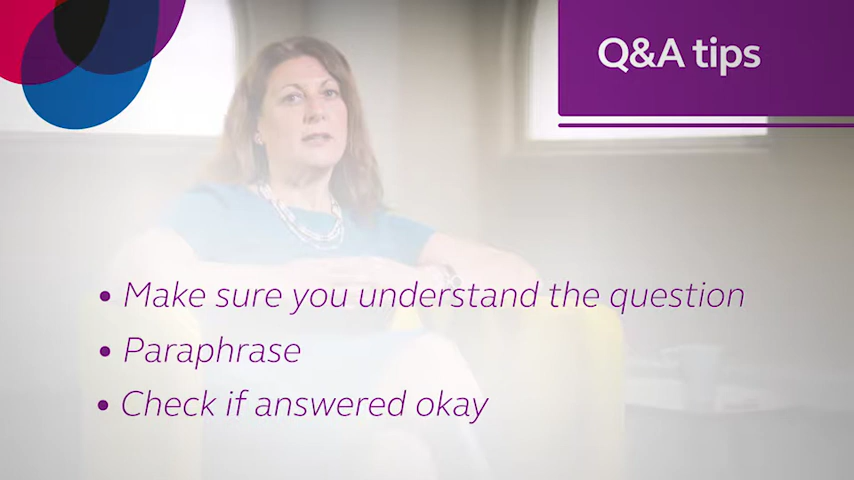 Q&A tips
• Make sure you understand the question
• Paraphrase
• Check if answered okay